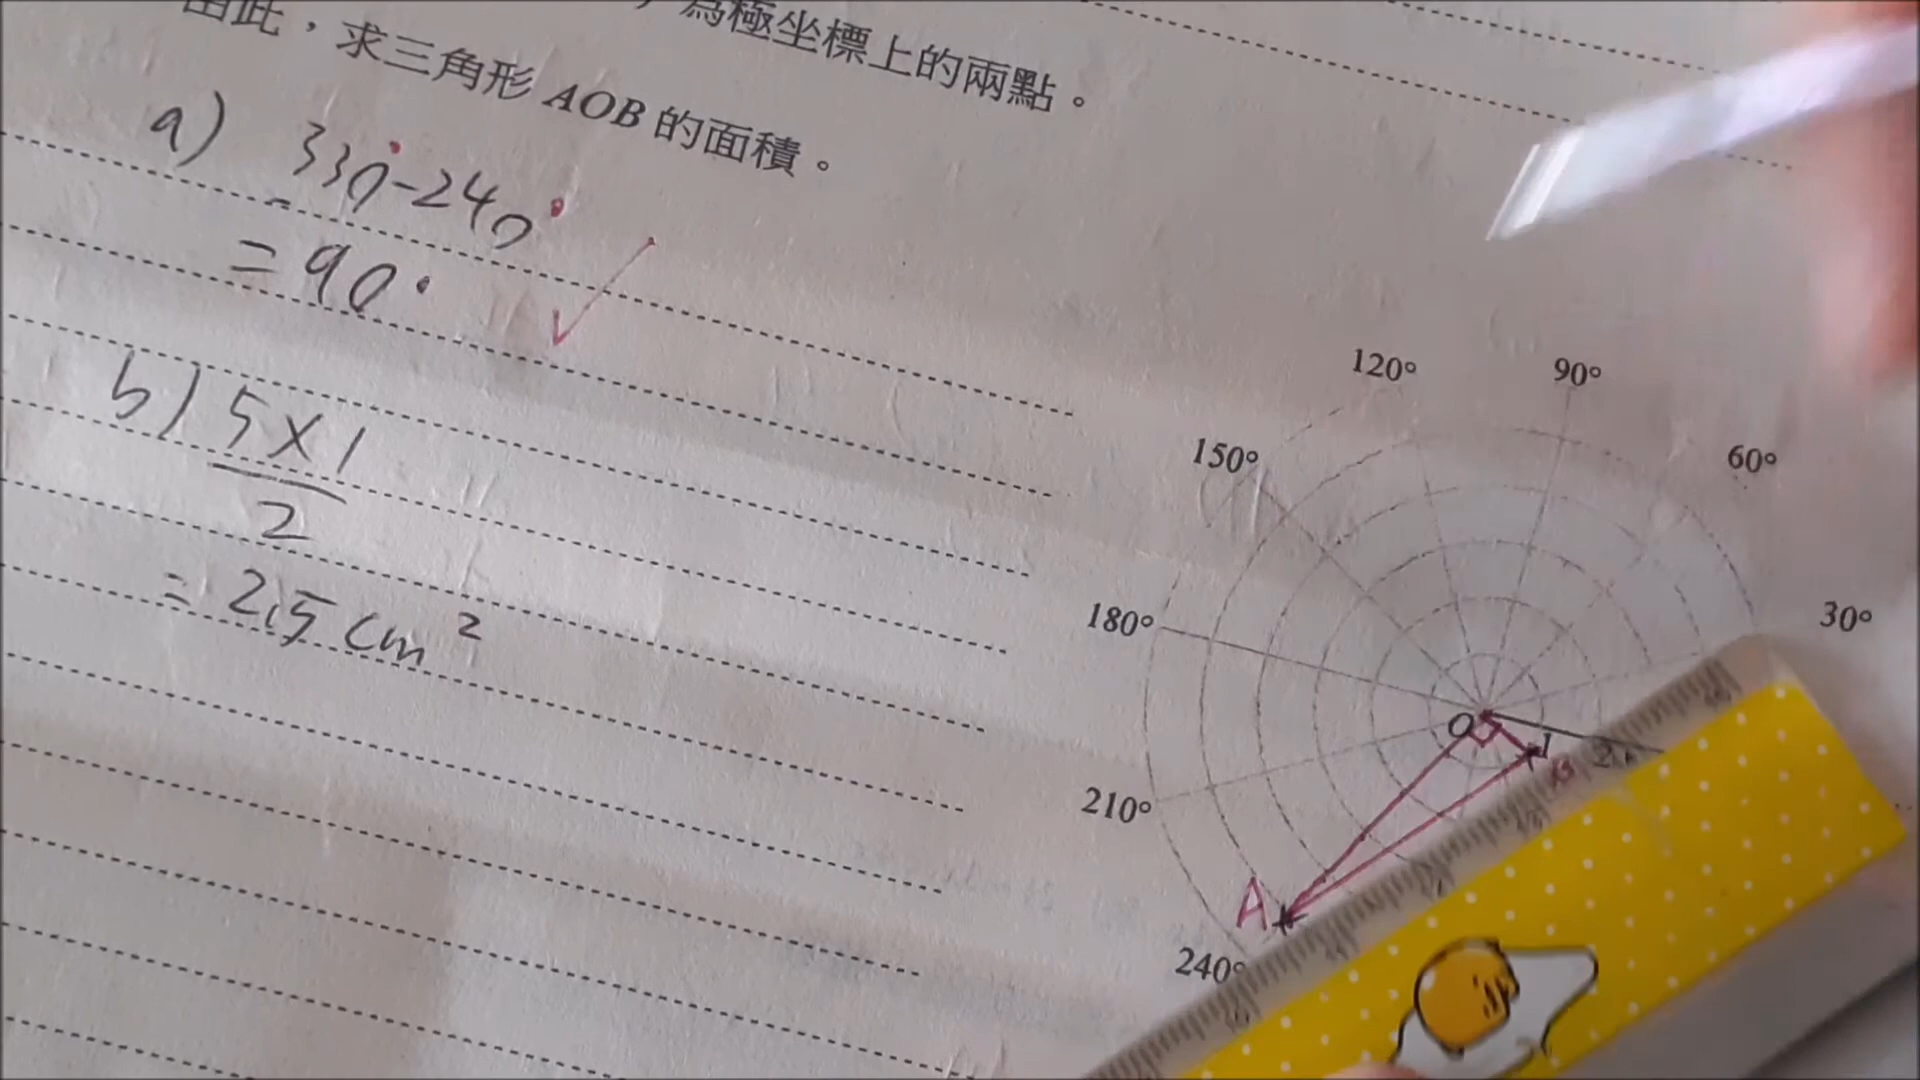 為極坐標上的兩點。
由此，求三角形 AOB 的面積。
a) 330°-240°
= 90°
b) 5×1
2
= 2.5 cm²
120° 90°
150° 60°
180° 30°
O 1 2
B
210°
A
240°